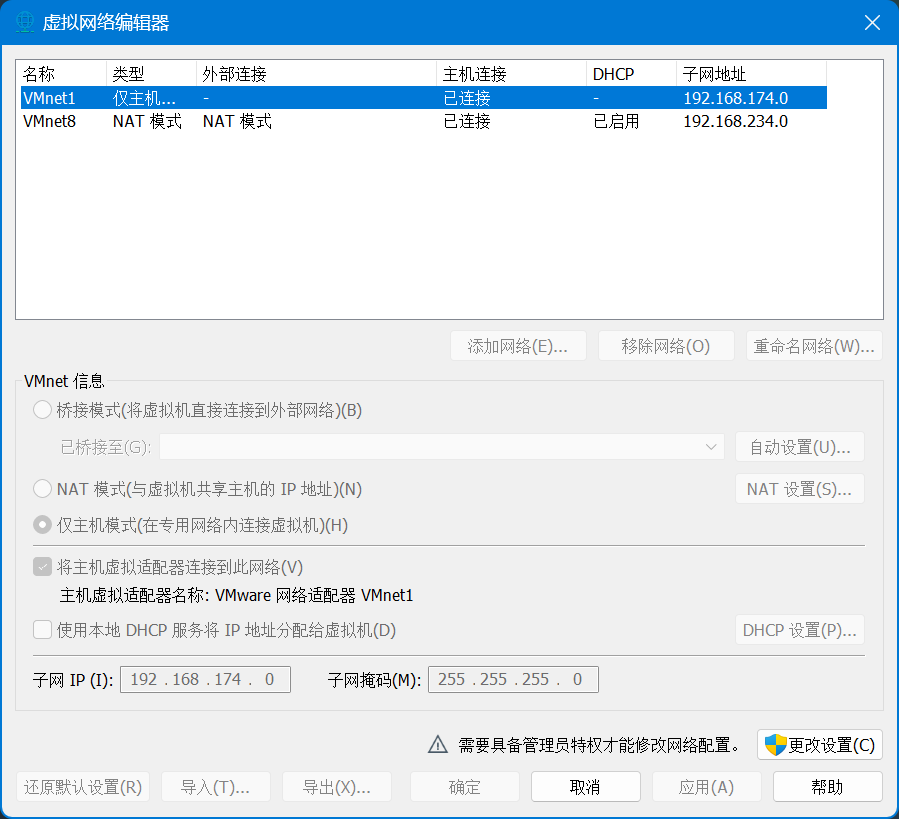 虚拟网络编辑器
名称 类型 外部连接 主机连接 DHCP 子网地址
VMnet1 仅主机... - 已连接 - 192.168.174.0
VMnet8 NAT 模式 NAT 模式 已连接 已启用 192.168.234.0
添加网络(E)... 移除网络(O) 重命名网络(W)...
VMnet 信息
桥接模式(将虚拟机直接连接到外部网络)(B)
已桥接至(G): 自动设置(U)...
NAT 模式(与虚拟机共享主机的 IP 地址)(N) NAT 设置(S)...
仅主机模式(在专用网络内连接虚拟机)(H)
将主机虚拟适配器连接到此网络(V)
主机虚拟适配器名称: VMware 网络适配器 VMnet1
使用本地 DHCP 服务将 IP 地址分配给虚拟机(D) DHCP 设置(P)...
子网 IP (I): 192 . 168 . 174 . 0 子网掩码(M): 255 . 255 . 255 . 0
需要具备管理员特权才能修改网络配置。 更改设置(C)
还原默认设置(R) 导入(T)... 导出(X)... 确定 取消 应用(A) 帮助